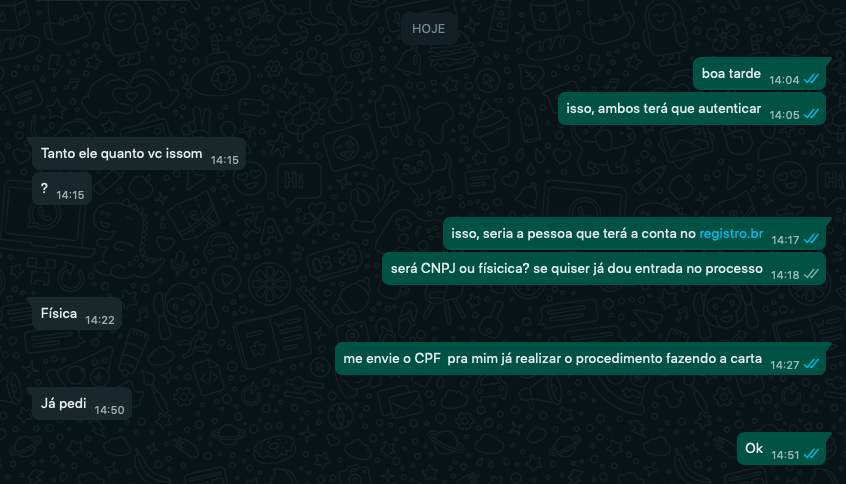 HOJE
boa tarde 14:04
isso, ambos terá que autenticar 14:05
Tanto ele quanto vc issom 14:15
? 14:15
isso, seria a pessoa que terá a conta no registro.br 14:17
será CNPJ ou físicica? se quiser já dou entrada no processo 14:18
Física 14:22
me envie o CPF pra mim já realizar o procedimento fazendo a carta 14:27
Já pedi 14:50
Ok 14:51